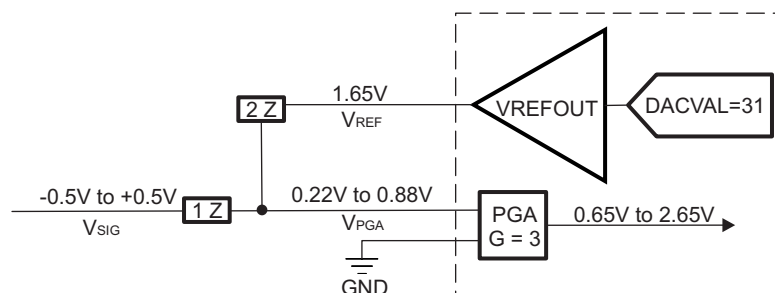 1.65V
VREF
2 Z
VREFOUT
DACVAL=31
-0.5V to +0.5V
VSIG
1 Z
0.22V to 0.88V
VPGA
PGA
G = 3
0.65V to 2.65V
GND